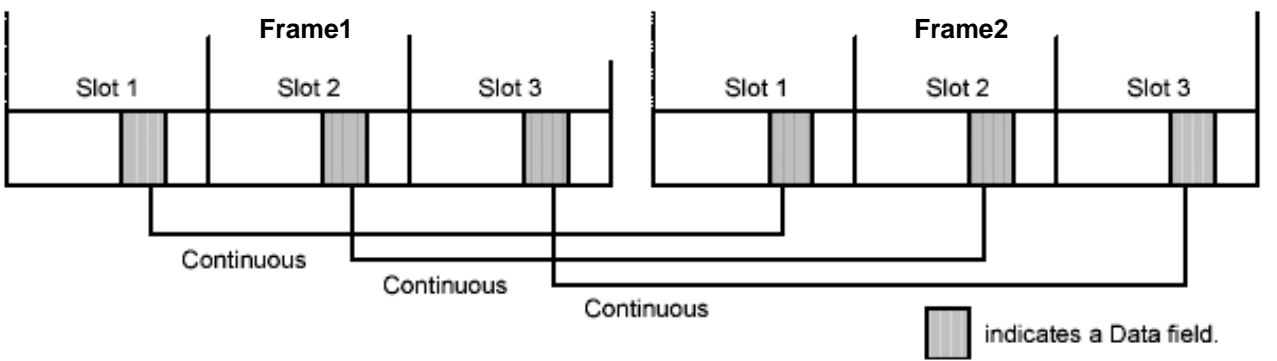 Frame1 Frame2
Slot 1 Slot 2 Slot 3 Slot 1 Slot 2 Slot 3
Continuous
Continuous
Continuous
indicates a Data field.